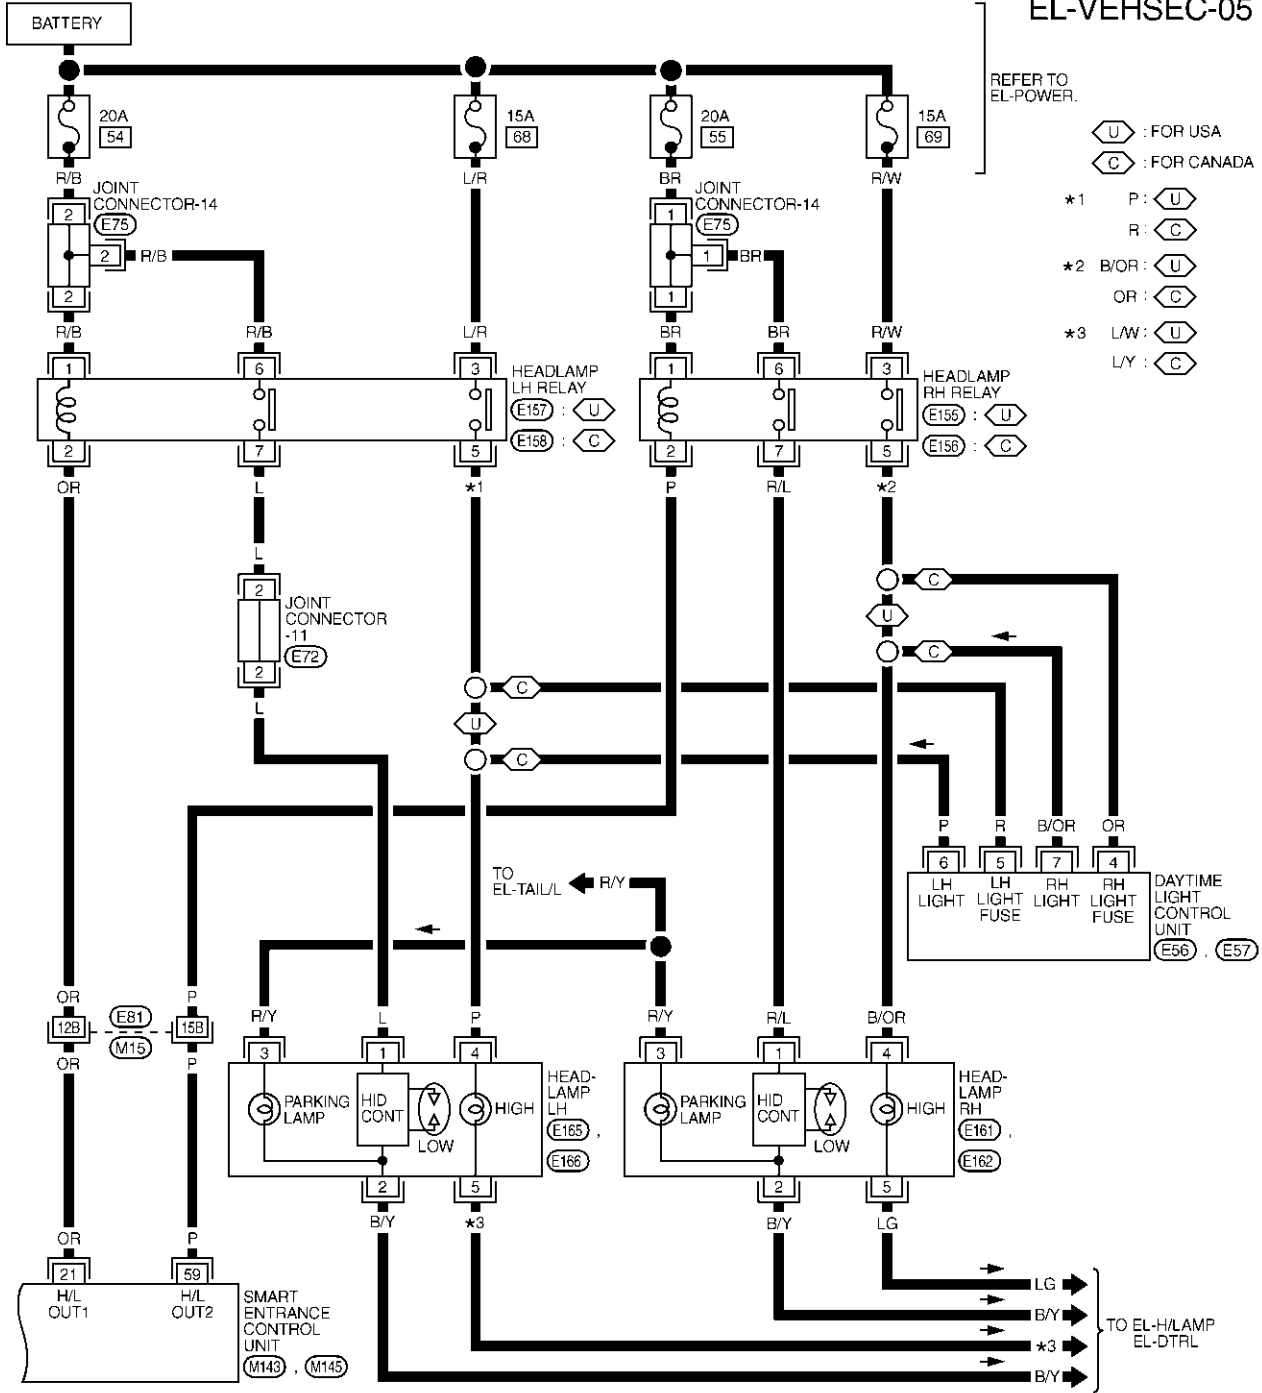 EL-VEHSEC-05
BATTERY
REFER TO
EL-POWER.
20A
54
15A
68
20A
55
15A
69
U : FOR USA
C : FOR CANADA
R/B
L/R
BR
R/W
*1 P : U
R : C
*2 B/OR : U
OR : C
*3 L/W : U
L/Y : C
2
JOINT
CONNECTOR-14
E75
2
R/B
2
1
JOINT
CONNECTOR-14
E75
1
BR
1
R/B
R/B
L/R
BR
BR
R/W
1
6
3
HEADLAMP
LH RELAY
E157 : U
E158 : C
1
6
3
HEADLAMP
RH RELAY
E155 : U
E156 : C
2
7
5
2
7
5
OR
L
*1
P
R/L
*2
L
2
JOINT
CONNECTOR
-11
E72
2
L
C
U
C
C
U
C
P
R
B/OR
OR
6
5
7
4
LH
LIGHT
LH
LIGHT
FUSE
RH
LIGHT
RH
LIGHT
FUSE
DAYTIME
LIGHT
CONTROL
UNIT
E56 , E57
TO
EL-TAIL/L
R/Y
OR
P
12B
E81
M15
15B
OR
P
R/Y
L
P
R/Y
R/L
B/OR
3
1
4
3
1
4
PARKING
LAMP
HID
CONT
LOW
HIGH
HEAD-
LAMP
LH
E165 ,
E166
PARKING
LAMP
HID
CONT
LOW
HIGH
HEAD-
LAMP
RH
E161 ,
E162
2
5
2
5
B/Y
*3
B/Y
LG
OR
P
21
59
H/L
OUT1
H/L
OUT2
SMART
ENTRANCE
CONTROL
UNIT
M143 , M145
LG
B/Y
*3
B/Y
TO EL-H/LAMP
EL-DTRL